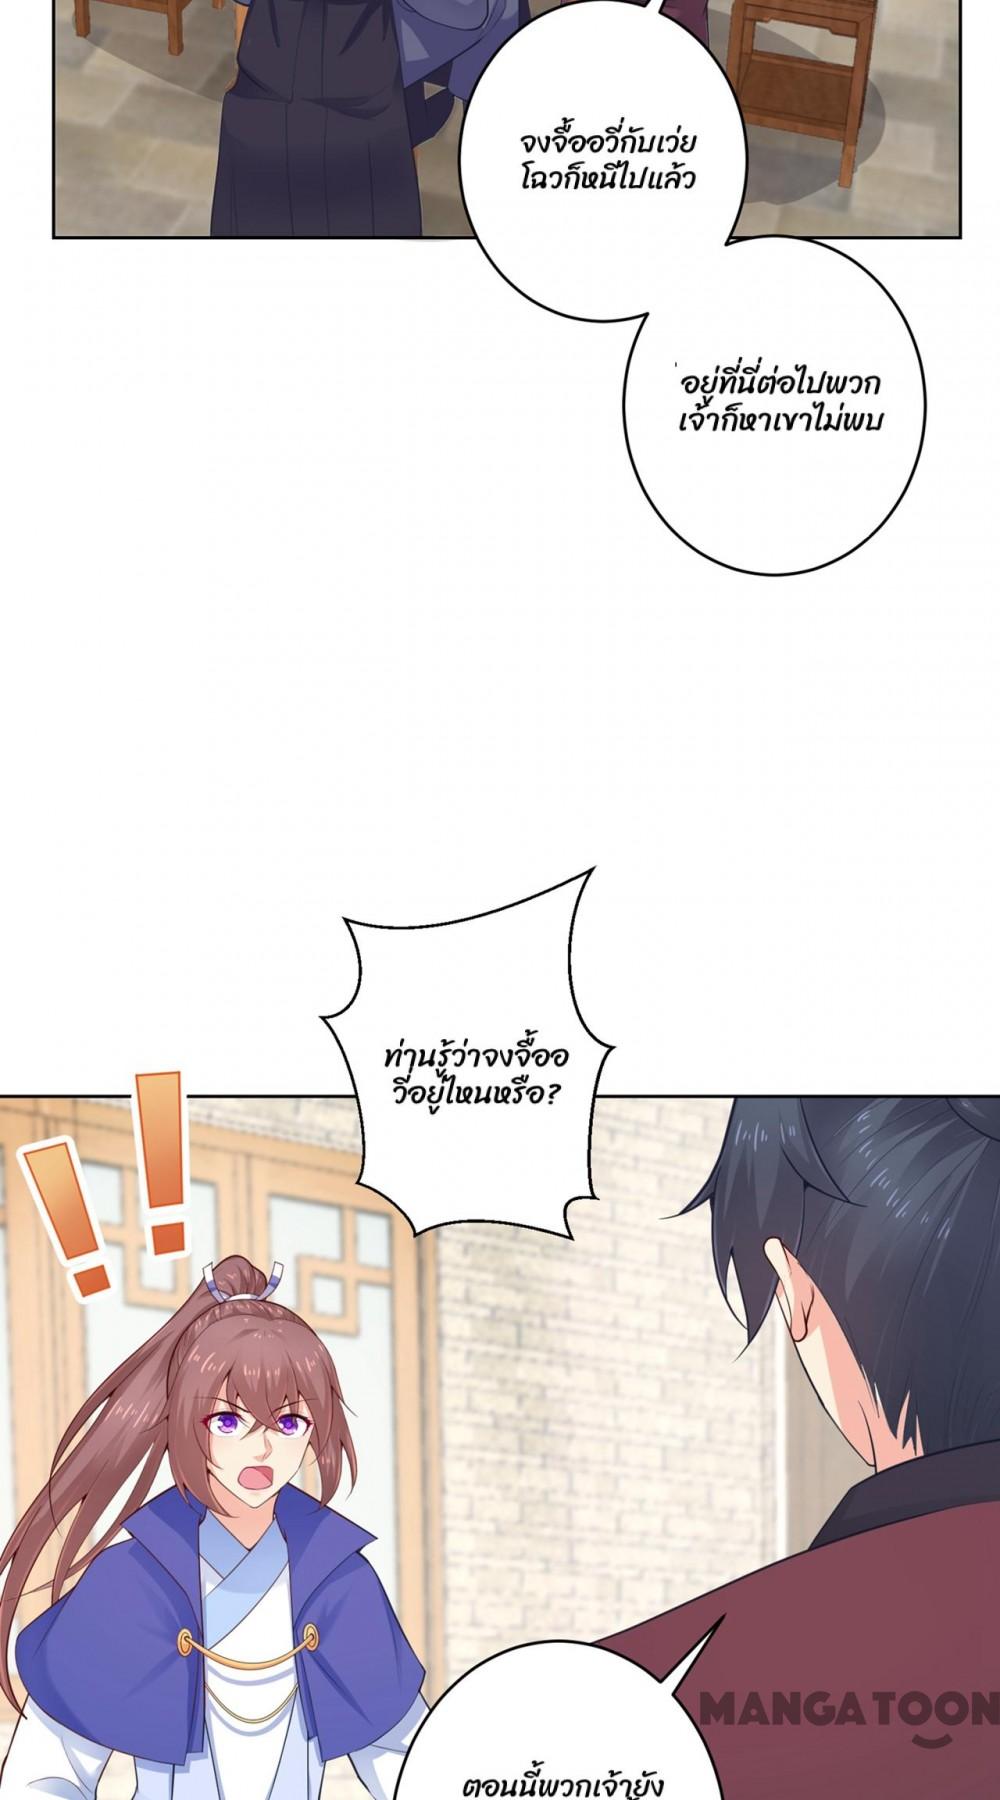 จงจื้ออวี่กับเว่ย
โฉวก็หนีไปแล้ว
อยู่ที่นี่ต่อไปพวก
เจ้าก็หาเขาไม่พบ
ท่านรู้ว่าจงจื้ออ
วี่อยู่ไหนหรือ?
MANGATOON
ตอนนี้พวกเจ้ายัง